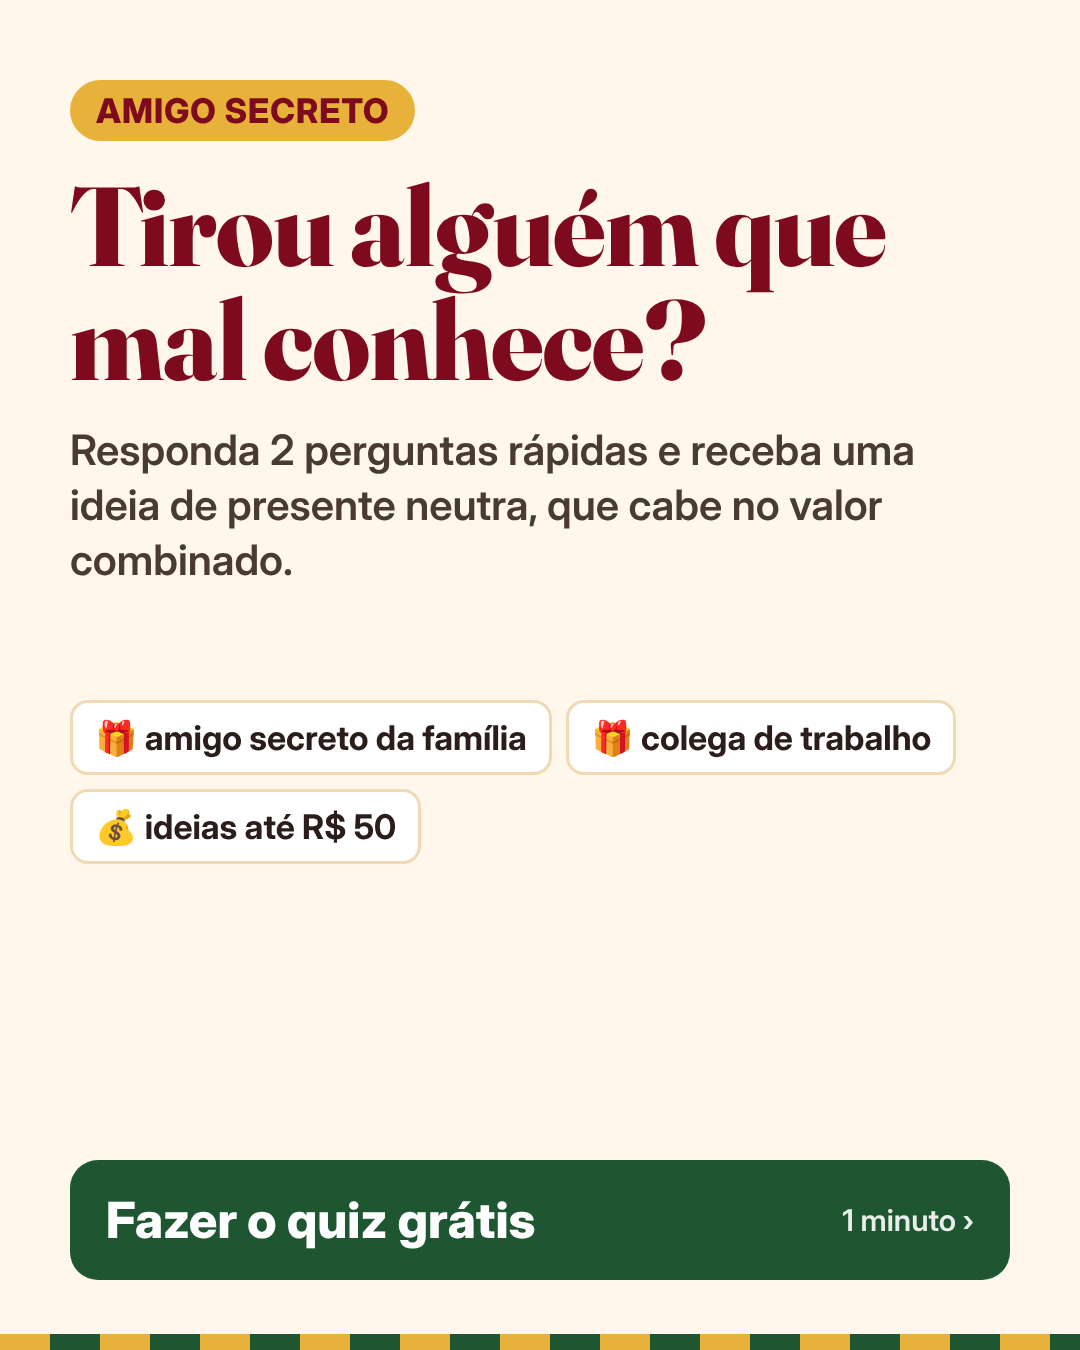 AMIGO SECRETO
Tirou alguém que
mal conhece?
Responda 2 perguntas rápidas e receba uma
ideia de presente neutra, que cabe no valor
combinado.
🎁 amigo secreto da família
🎁 colega de trabalho
💰 ideias até R$ 50
Fazer o quiz grátis
1 minuto ›